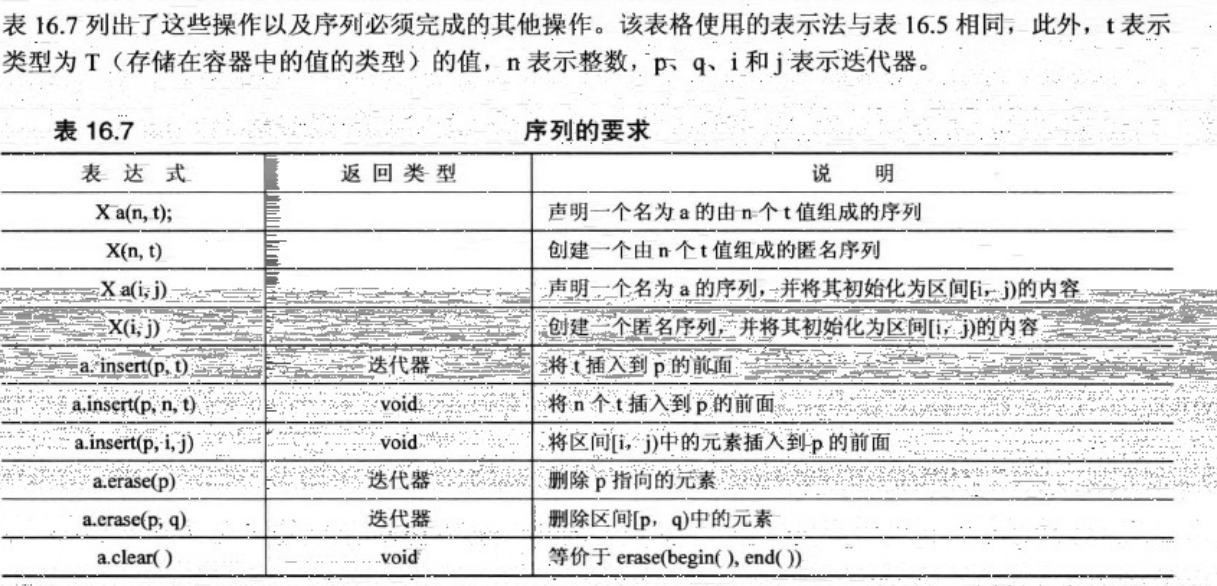 表 16.7 列出了这些操作以及序列必须完成的其他操作。该表格使用的表示法与表 16.5 相同，此外，t 表示
类型为 T（存储在容器中的值的类型）的值，n 表示整数，p、q、i 和 j 表示迭代器。
表 16.7 序列的要求
表 达 式 返 回 类 型 说 明
X a(n, t); 声明一个名为 a 的由 n 个 t 值组成的序列
X(n, t) 创建一个由 n 个 t 值组成的匿名序列
X a(i, j) 声明一个名为 a 的序列，并将其初始化为区间[i，j)的内容
X(i, j) 创建一个匿名序列，并将其初始化为区间[i，j)的内容
a. insert(p, t) 迭代器 将 t 插入到 p 的前面
a.insert(p, n, t) void 将 n 个 t 插入到 p 的前面
a.insert(p, i, j) void 将区间[i，j)中的元素插入到 p 的前面
a.erase(p) 迭代器 删除 p 指向的元素
a.erase(p, q) 迭代器 删除区间[p，q)中的元素
a.clear( ) void 等价于 erase(begin( ), end( ))